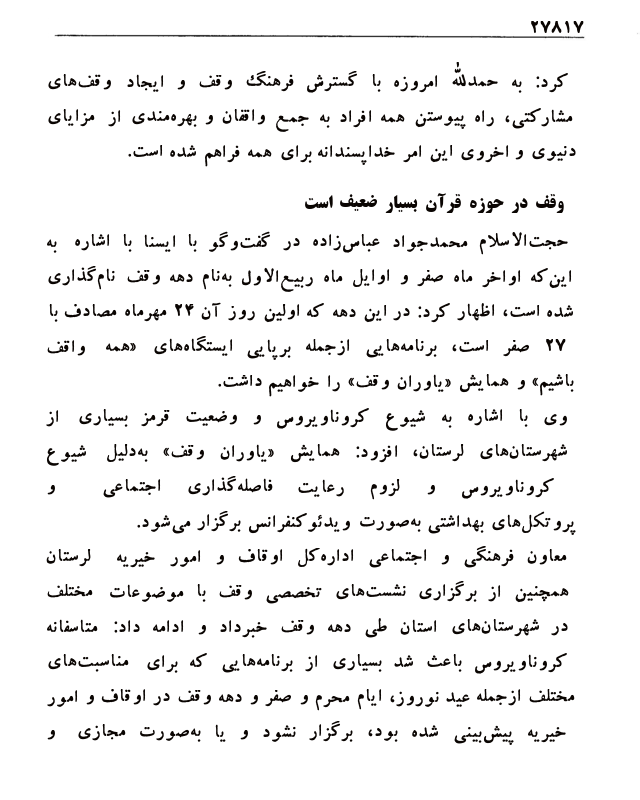 ۲۷۸۱۷
کرد: به حمدلله امروزه با گسترش فرهنگ وقف و ایجاد وقف‌های
مشارکتی، راه پیوستن همه افراد به جمع واقفان و بهره‌مندی از مزایای
دنیوی و اخروی این امر خداپسندانه برای همه فراهم شده است.
وقف در حوزه قرآن بسیار ضعیف است
حجت‌الاسلام محمدجواد عباس‌زاده در گفت‌وگو با ایسنا با اشاره به
این‌که اواخر ماه صفر و اوایل ماه ربیع‌الاول به‌نام دهه وقف نام‌گذاری
شده است، اظهار کرد: در این دهه که اولین روز آن ۲۴ مهرماه مصادف با
۲۷ صفر است، برنامه‌هایی ازجمله برپایی ایستگاه‌های «همه واقف
باشیم» و همایش «یاوران وقف» را خواهیم داشت.
وی با اشاره به شیوع کروناویروس و وضعیت قرمز بسیاری از
شهرستان‌های لرستان، افزود: همایش «یاوران وقف» به‌دلیل شیوع
کروناویروس و لزوم رعایت فاصله‌گذاری اجتماعی و
پروتکل‌های بهداشتی به‌صورت ویدئوکنفرانس برگزار می‌شود.
معاون فرهنگی و اجتماعی اداره‌کل اوقاف و امور خیریه لرستان
همچنین از برگزاری نشست‌های تخصصی وقف با موضوعات مختلف
در شهرستان‌های استان طی دهه وقف خبرداد و ادامه داد: متاسفانه
کروناویروس باعث شد بسیاری از برنامه‌هایی که برای مناسبت‌های
مختلف ازجمله عید نوروز، ایام محرم و صفر و دهه وقف در اوقاف و امور
خیریه پیش‌بینی شده بود، برگزار نشود و یا به‌صورت مجازی و